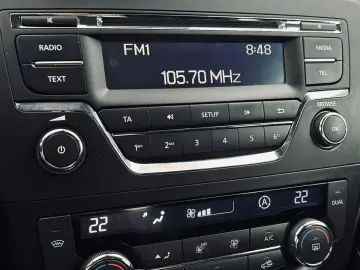 RADIO
FM1 8:48
MEDIA
TEXT
105.70 MHz
TEL
TA SETUP
BROWSE
1 2 3 4 5 6
OK
22 A 22 DUAL
A/C